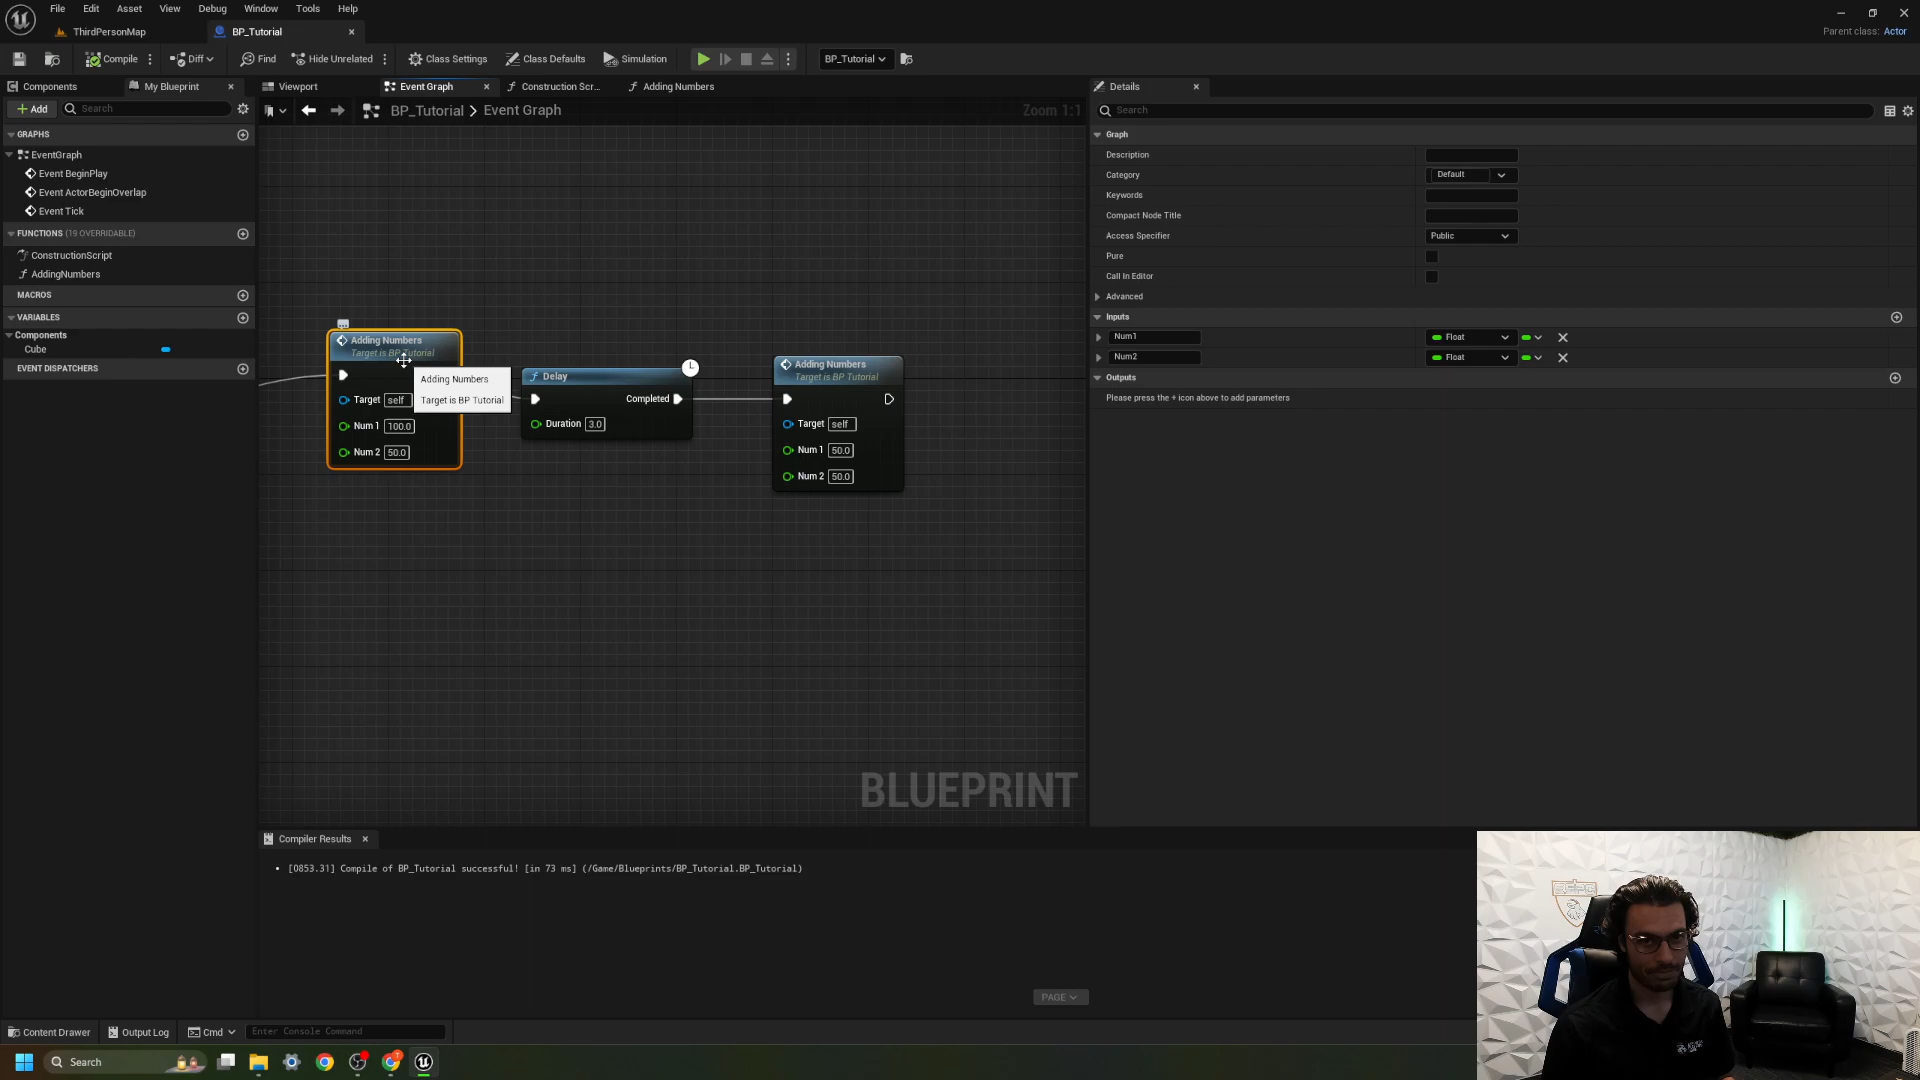 File Edit Asset View Debug Window Tools Help
ThirdPersonMap
BP_Tutorial
Parent class: Actor
Compile
Diff
Find
Hide Unrelated
Class Settings
Class Defaults
Simulation
BP_Tutorial
Components
My Blueprint
Viewport
Event Graph
Construction Scr...
Adding Numbers
Details
Add
Search
BP_Tutorial > Event Graph
Zoom 1:1
Search
GRAPHS
EventGraph
Event BeginPlay
Event ActorBeginOverlap
Event Tick
FUNCTIONS (19 OVERRIDABLE)
ConstructionScript
AddingNumbers
MACROS
VARIABLES
Components
Cube
EVENT DISPATCHERS
Adding Numbers
Target is BP_Tutorial
Target self
Num 1 100.0
Num 2 50.0
Adding Numbers
Target is BP Tutorial
Delay
Completed
Duration 3.0
Adding Numbers
Target is BP Tutorial
Target self
Num 1 50.0
Num 2 50.0
BLUEPRINT
Graph
Description
Category Default
Keywords
Compact Node Title
Access Specifier Public
Pure
Call In Editor
Advanced
Inputs
Num1 Float
Num2 Float
Outputs
Please press the + icon above to add parameters
Compiler Results
• [0853.31] Compile of BP_Tutorial successful! [in 73 ms] (/Game/Blueprints/BP_Tutorial.BP_Tutorial)
PAGE
Content Drawer
Output Log
Cmd
Enter Console Command
Search